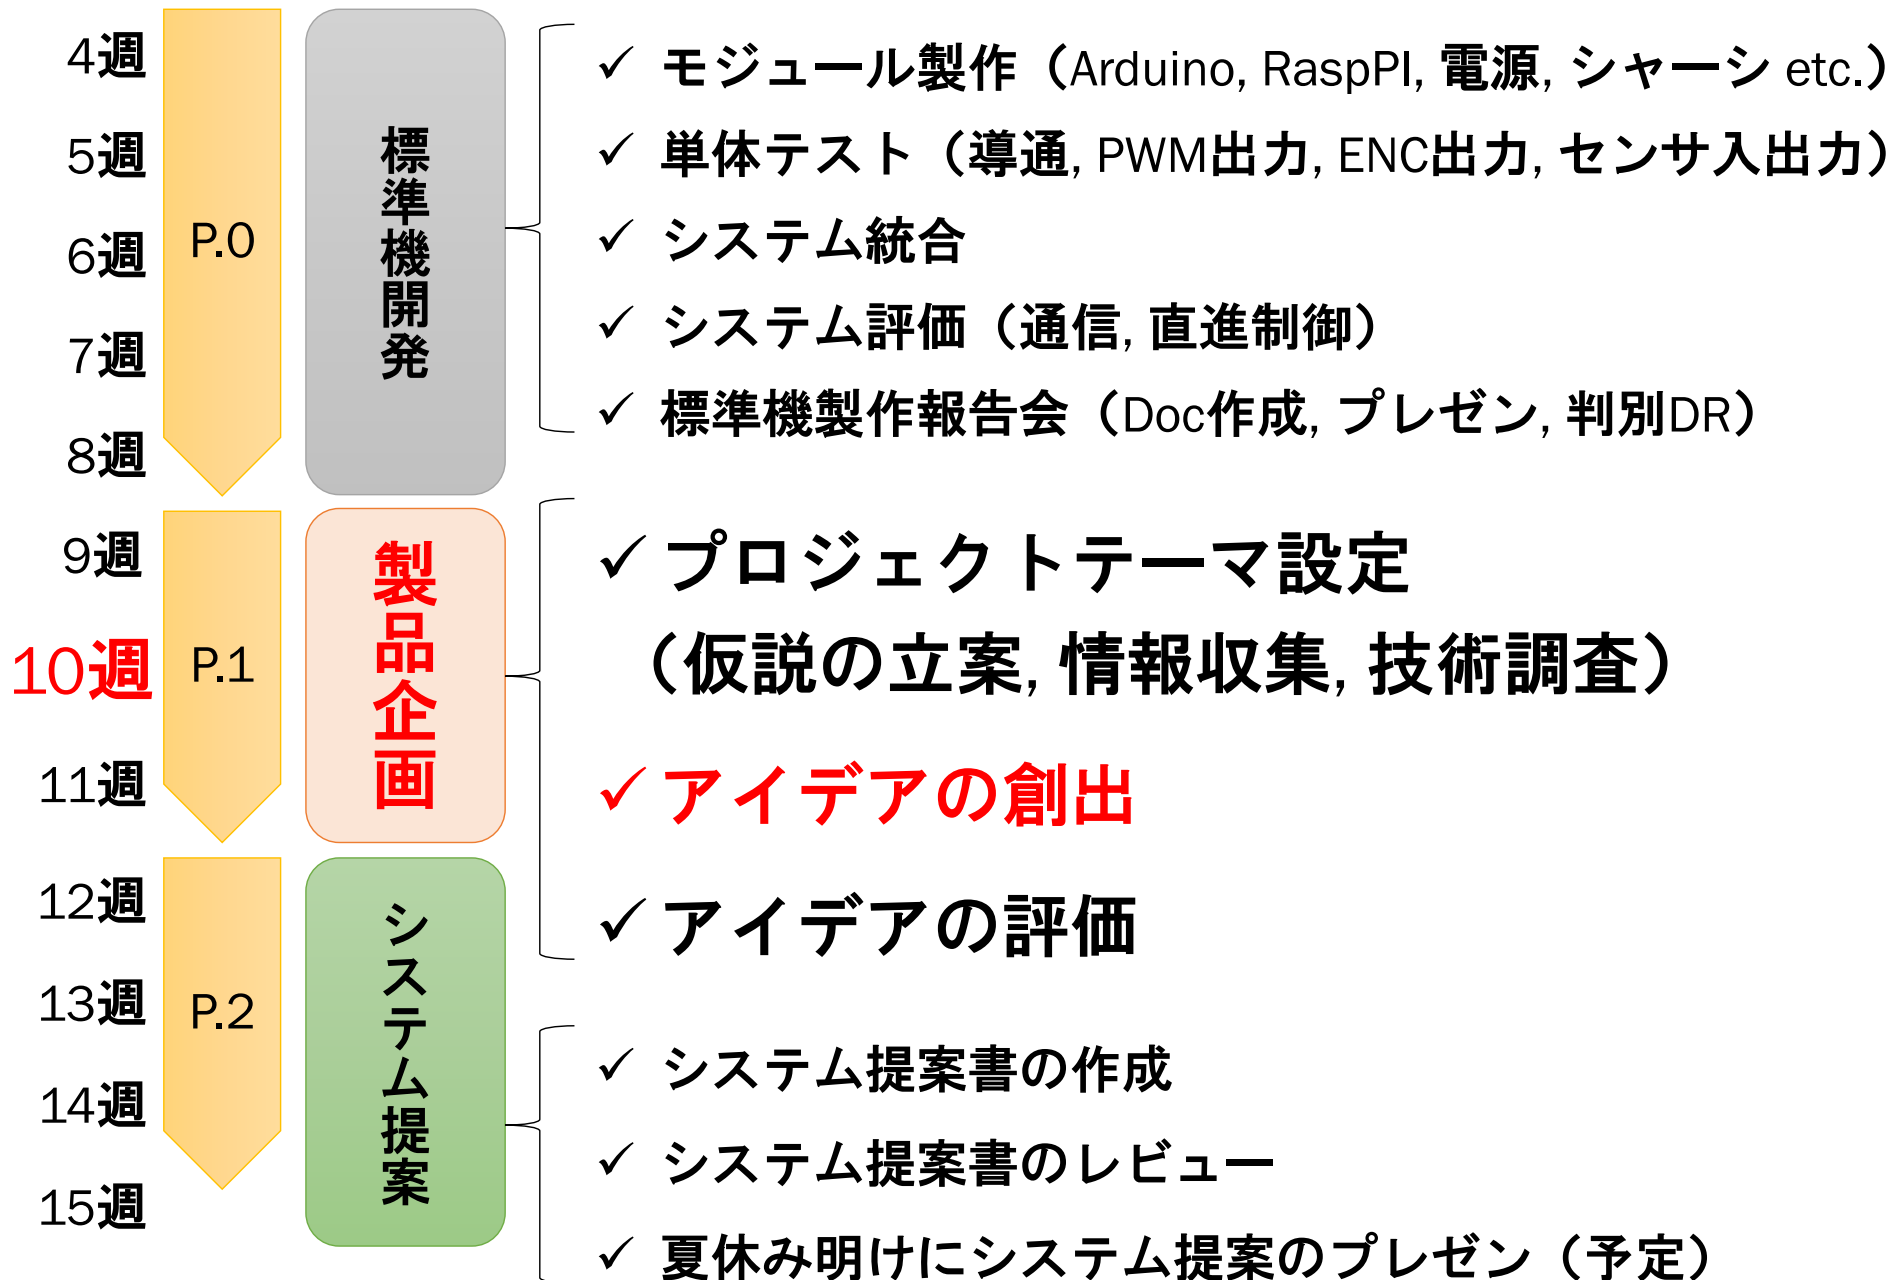 4週
5週
6週
7週
8週
P.0
標準機開発
✓ モジュール製作（Arduino, RaspPI, 電源, シャーシ etc.）
✓ 単体テスト（導通, PWM出力, ENC出力, センサ入出力）
✓ システム統合
✓ システム評価（通信, 直進制御）
✓ 標準機製作報告会（Doc作成, プレゼン, 判別DR）
9週
10週
11週
P.1
製品企画
✓ プロジェクトテーマ設定
（仮説の立案, 情報収集, 技術調査）
✓ アイデアの創出
✓ アイデアの評価
12週
13週
14週
15週
P.2
システム提案
✓ システム提案書の作成
✓ システム提案書のレビュー
✓ 夏休み明けにシステム提案のプレゼン（予定）